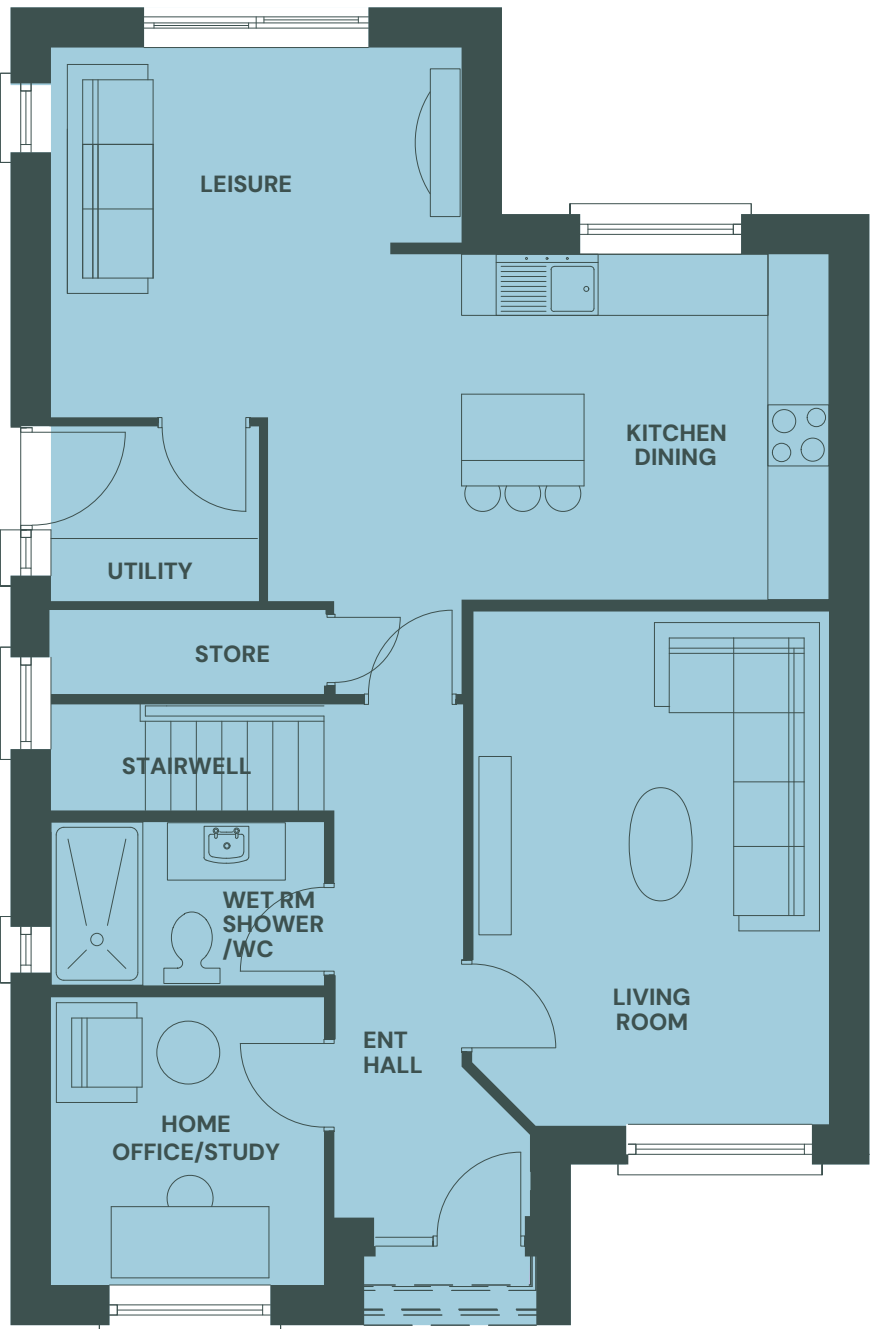 LEISURE
KITCHEN
DINING
UTILITY
STORE
STAIRWELL
WET RM
SHOWER
/WC
LIVING
ROOM
ENT
HALL
HOME
OFFICE/STUDY